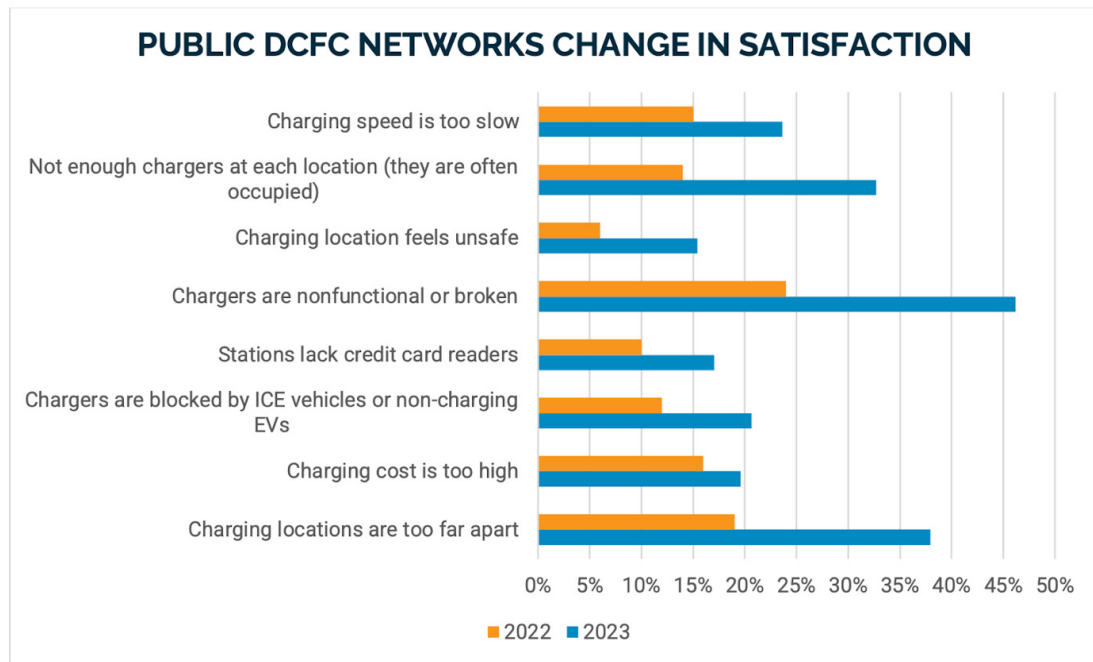 PUBLIC DCFC NETWORKS CHANGE IN SATISFACTION
Charging speed is too slow
Not enough chargers at each location (they are often
occupied)
Charging location feels unsafe
Chargers are nonfunctional or broken
Stations lack credit card readers
Chargers are blocked by ICE vehicles or non-charging
EVs
Charging cost is too high
Charging locations are too far apart
0% 5% 10% 15% 20% 25% 30% 35% 40% 45% 50%
2022 2023